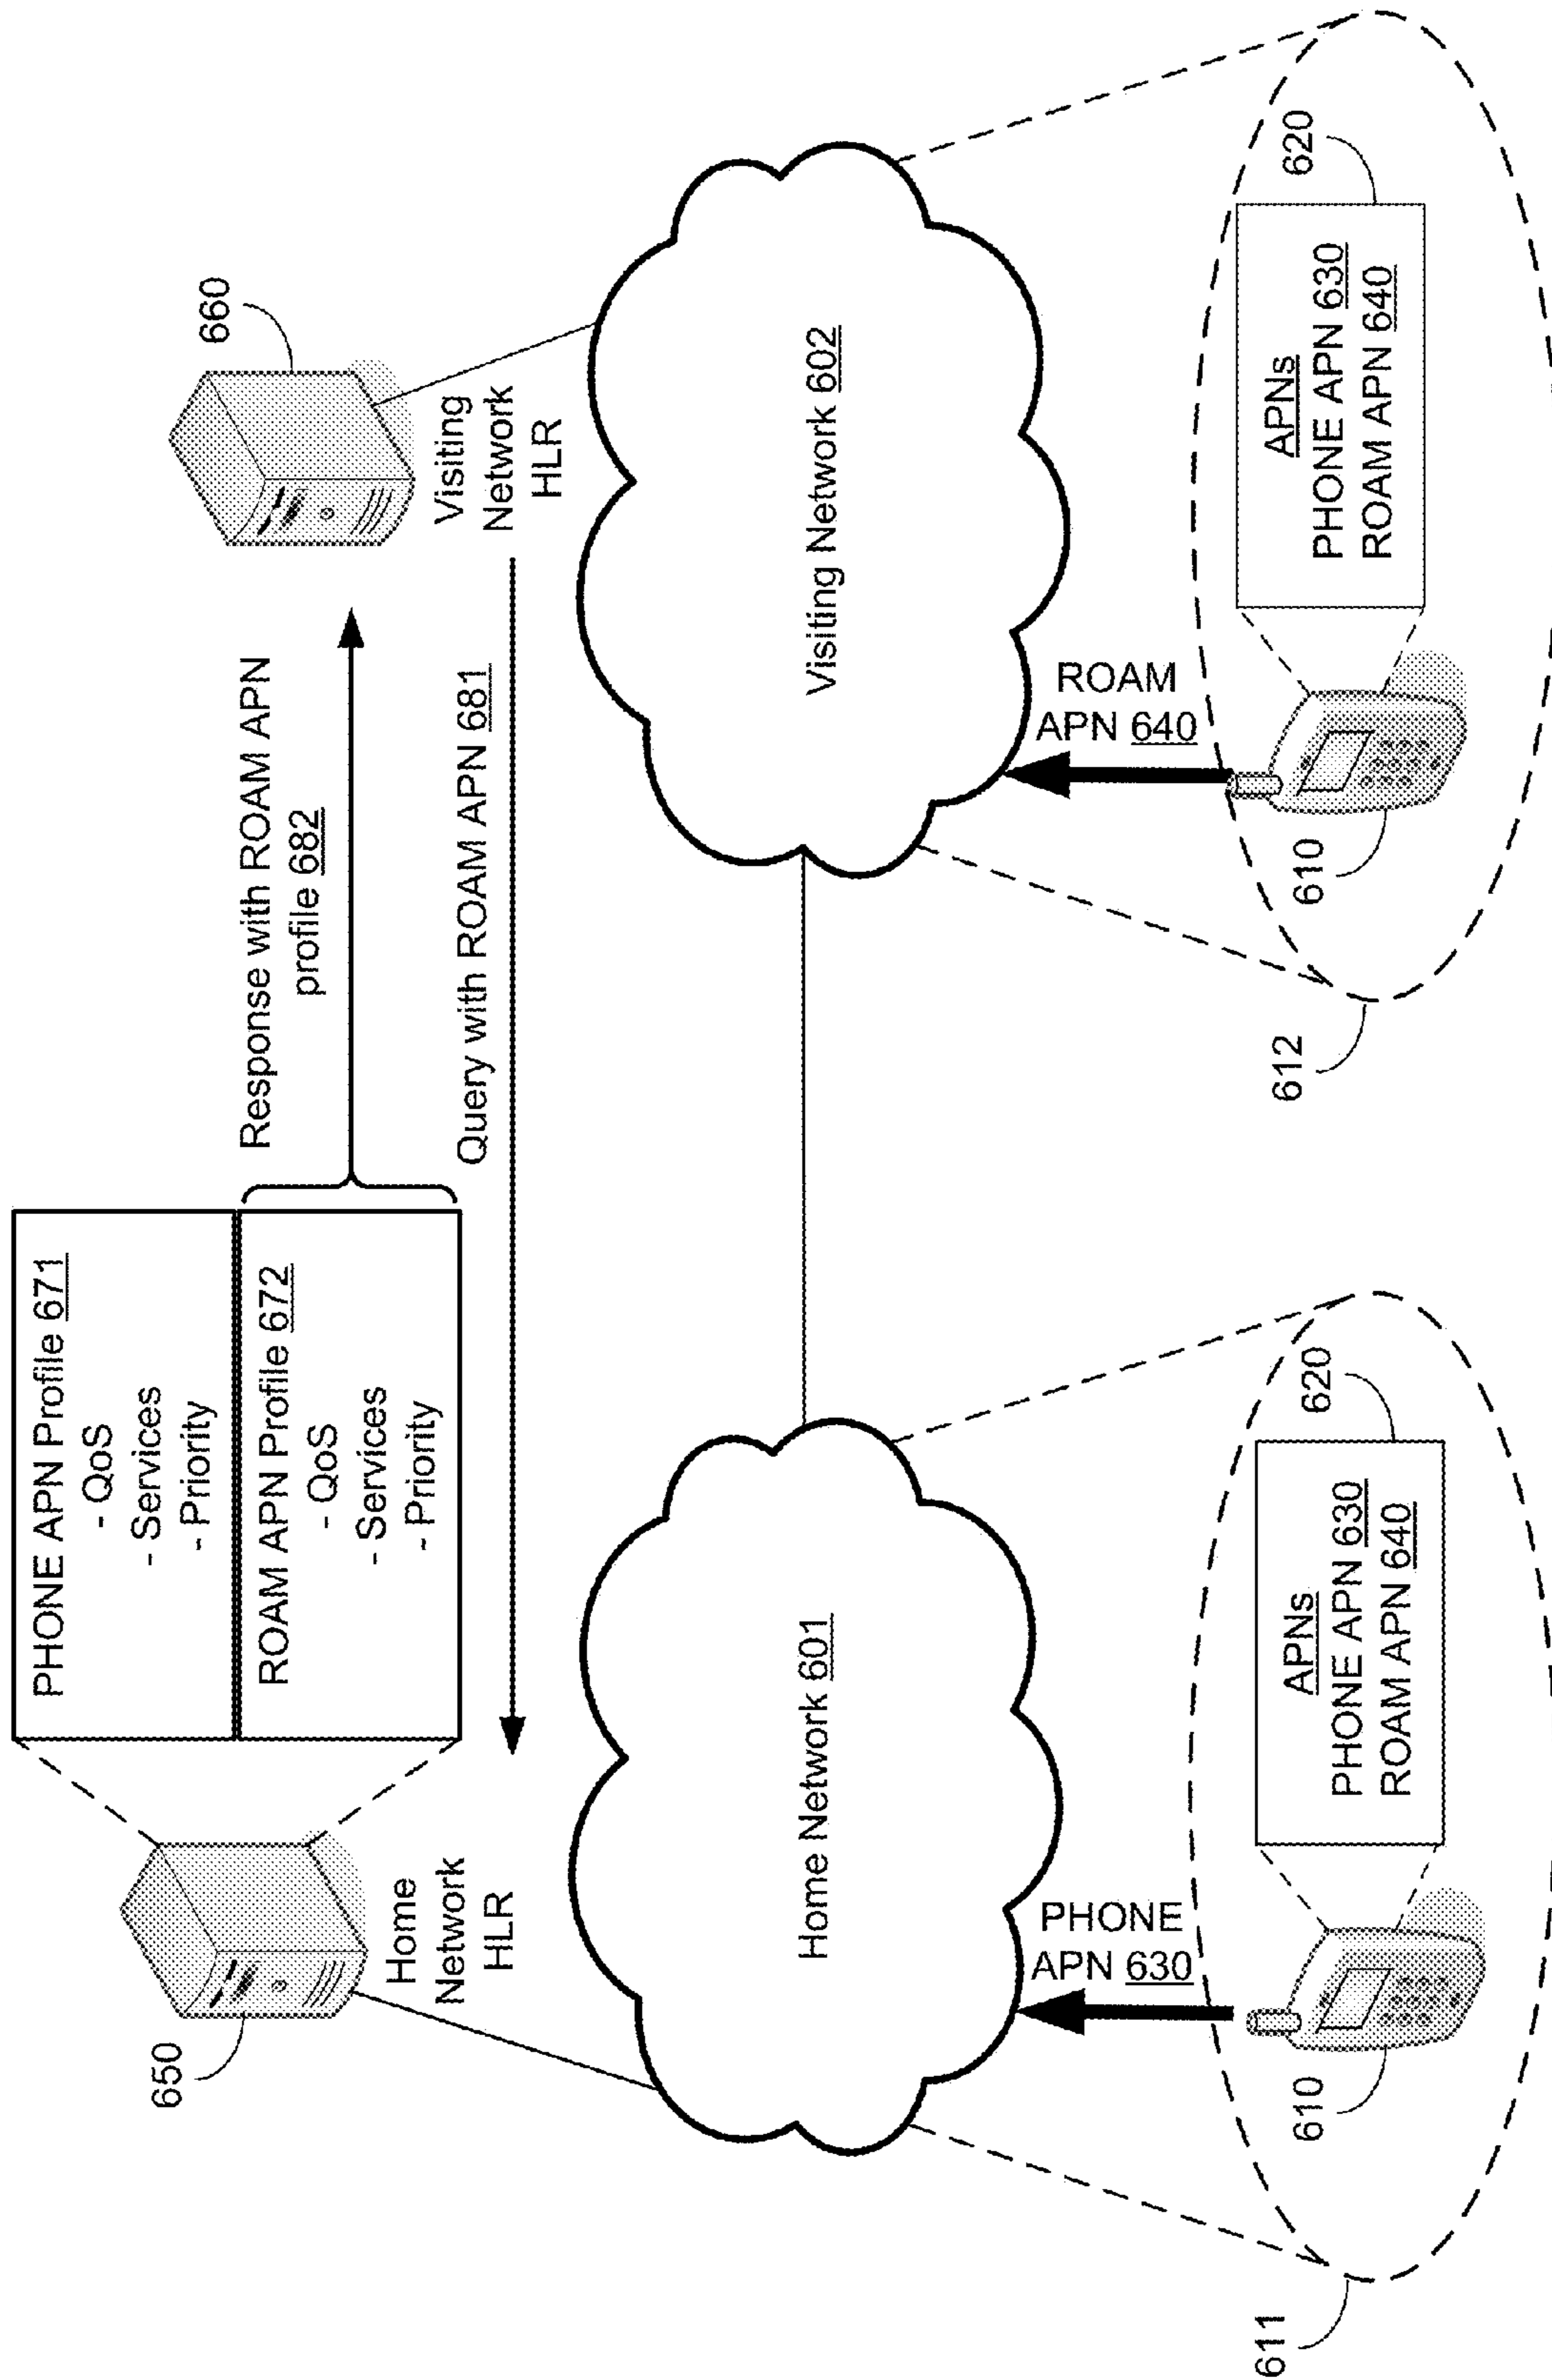 PHONE APN Profile 671
- QoS
- Services
- Priority
ROAM APN Profile 672
- QoS
- Services
- Priority
Response with ROAM APN
profile 682
Query with ROAM APN 681
650
Home
Network
HLR
660
Visiting
Network
HLR
Home Network 601
Visiting Network 602
PHONE
APN 630
ROAM
APN 640
611
610
APNs
PHONE APN 630
ROAM APN 640
620
612
610
APNs
PHONE APN 630
ROAM APN 640
620